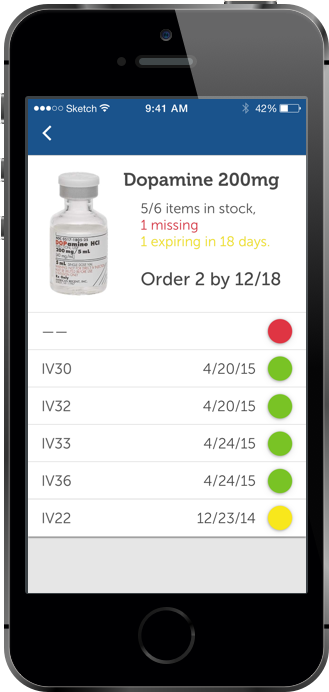 Sketch 9:41 AM 42%
Dopamine 200mg
5/6 items in stock,
1 missing
1 expiring in 18 days.
DOPamine HCl
200 mg/5 mL
Order 2 by 12/18
——
IV30 4/20/15
IV32 4/20/15
IV33 4/24/15
IV36 4/24/15
IV22 12/23/14